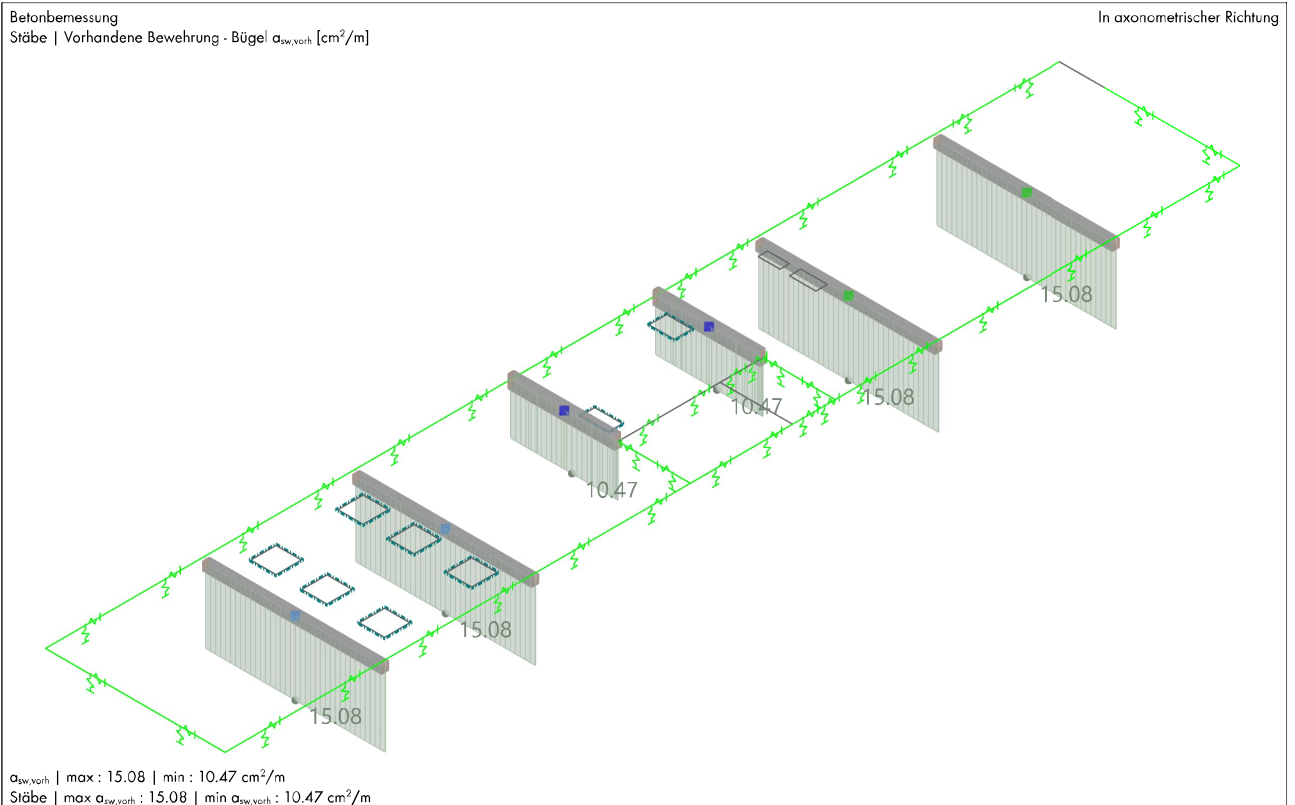 Betonbemessung
In axonometrischer Richtung
Stäbe | Vorhandene Bewehrung - Bügel asw,vorh [cm²/m]
15.08
10.47
15.08
10.47
15.08
15.08
asw,vorh | max : 15.08 | min : 10.47 cm²/m
Stäbe | max asw,vorh : 15.08 | min asw,vorh : 10.47 cm²/m